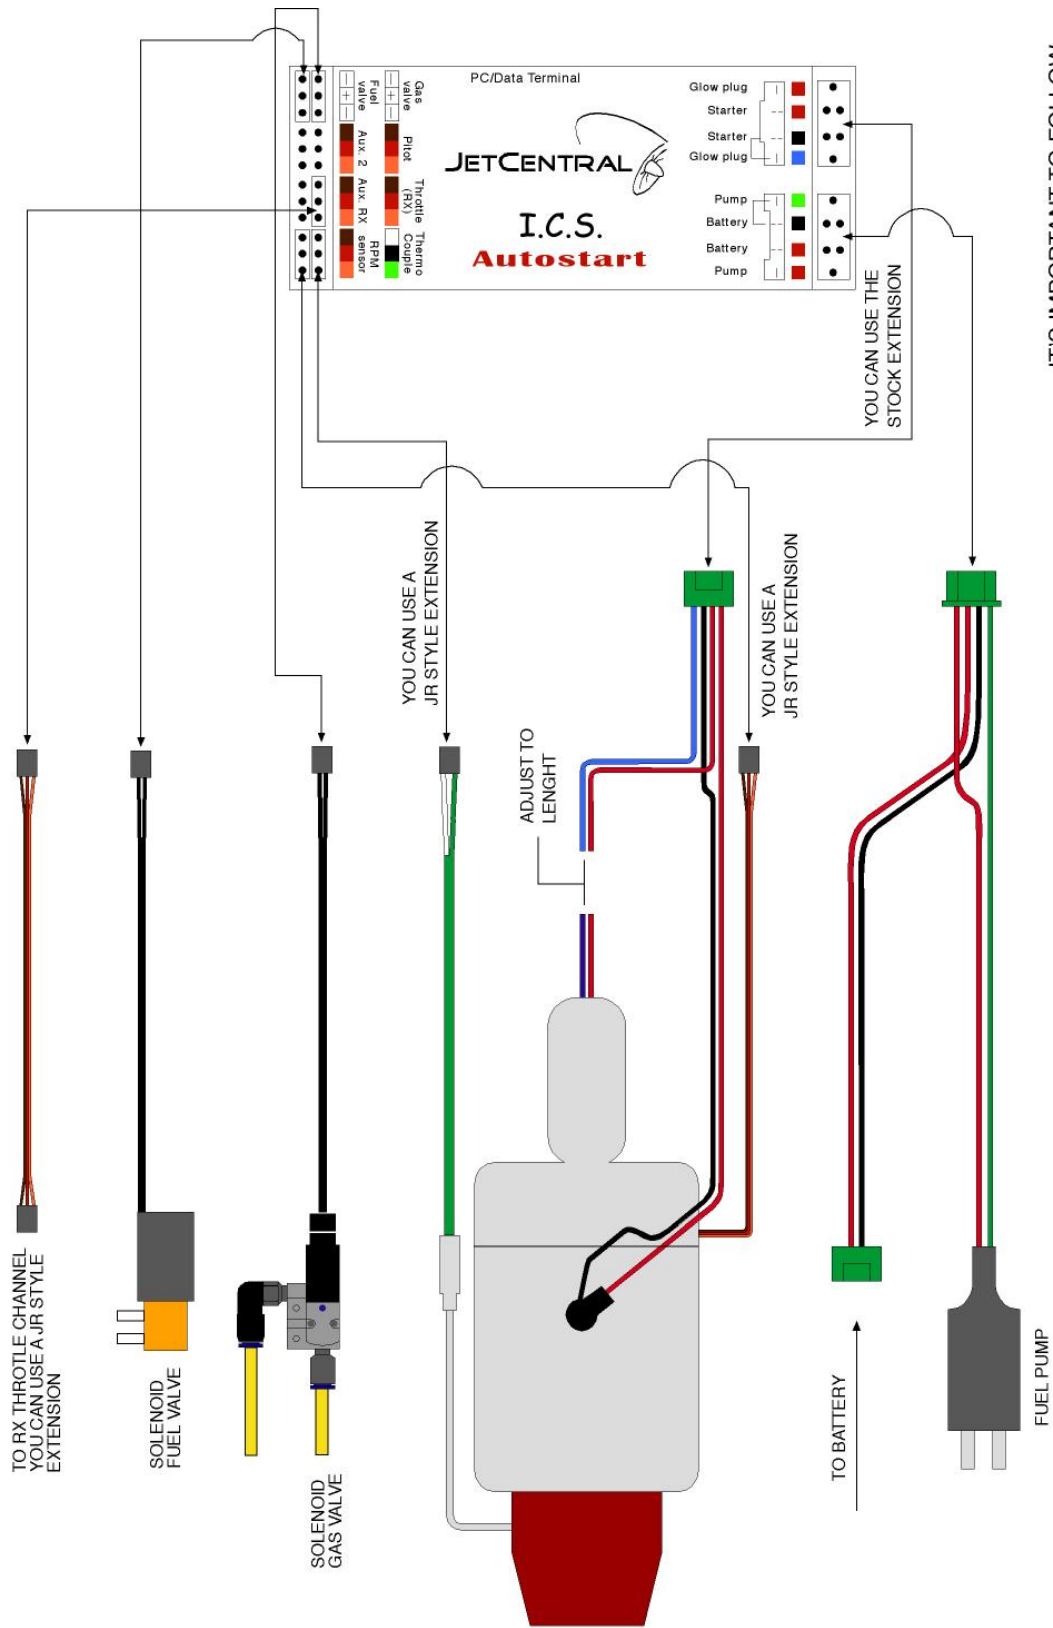 PC/Data Terminal
JETCENTRAL
I.C.S.
Autostart
Gas
valve
Fuel
valve
Pitot
Aux. 2
Throttle
(RX)
Aux. RX
Thermo
Couple
RPM
sensor
Glow plug
Starter
Starter
Glow plug
Pump
Battery
Battery
Pump
YOU CAN USE THE
STOCK EXTENSION
YOU CAN USE A
JR STYLE EXTENSION
YOU CAN USE A
JR STYLE EXTENSION
ADJUST TO
LENGHT
TO RX THROTLE CHANNEL
YOU CAN USE A JR STYLE
EXTENSION
SOLENOID
FUEL VALVE
SOLENOID
GAS VALVE
TO BATTERY
FUEL PUMP
IT'S IMPORTANT TO FOLLOW